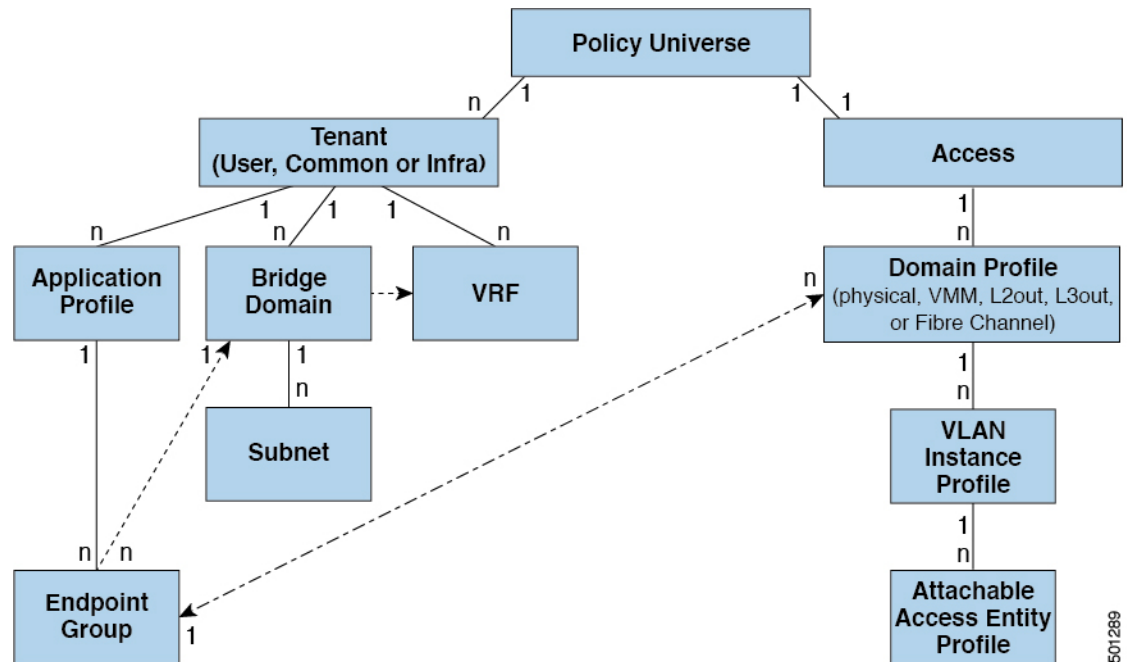 Policy Universe
n
1
1
1
Tenant
(User, Common or Infra)
Access
1
1
1
1
n
n
n
n
Application
Profile
Bridge
Domain
VRF
Domain Profile
(physical, VMM, L2out, L3out,
or Fibre Channel)
n
1
1
1
1
n
n
Subnet
VLAN
Instance
Profile
1
n
n
n
Endpoint
Group
1
Attachable
Access Entity
Profile
501289